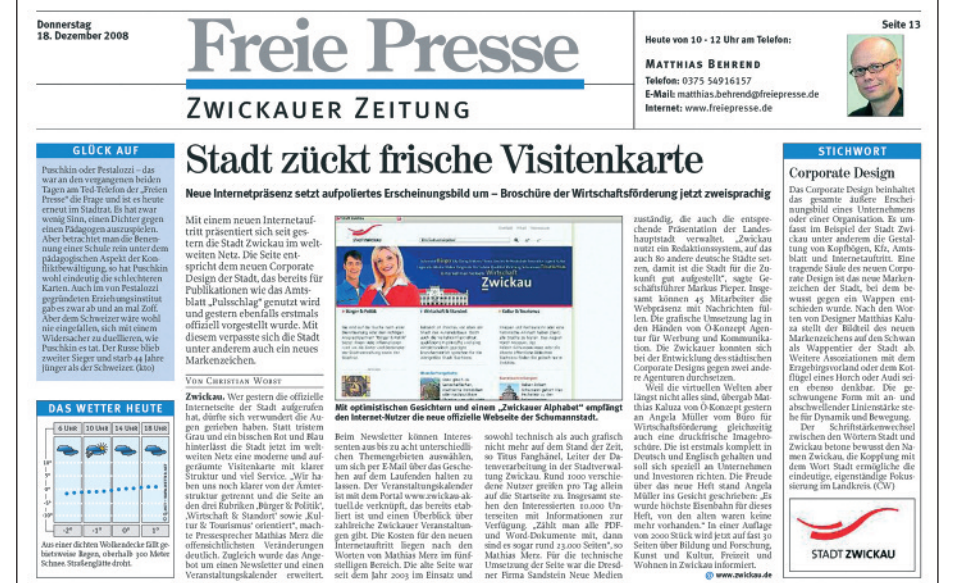 Donnerstag
18. Dezember 2008
Freie Presse
ZWICKAUER ZEITUNG
Seite 13
Heute von 10 - 12 Uhr am Telefon:
MATTHIAS BEHREND
Telefon: 0375 54916157
E-Mail: matthias.behrend@freiepresse.de
Internet: www.freiepresse.de
GLÜCK AUF
Puschkin oder Pestalozzi – das
war an den vergangenen beiden
Tagen am Ted-Telefon der „Freien
Presse" die Frage und ist es heute
erneut im Stadtrat. Es hat zwar
wenig Sinn, einen Dichter gegen
einen Pädagogen auszuspielen.
Aber betrachtet man die Benen-
nung einer Schule rein unter dem
pädagogischen Aspekt der Kon-
fliktbewältigung, so hat Puschkin
wohl eindeutig die schlechteren
Karten. Auch im von Pestalozzi
gegründeten Erziehungsinstitut
gab es zwar ab und an mal Zoff.
Aber dem Schweizer wäre wohl
nie eingefallen, sich mit einem
Widersacher zu duellieren, wie
Puschkin es tat. Der Russe blieb
zweiter Sieger und starb 44 Jahre
jünger als der Schweizer. (kto)
DAS WETTER HEUTE
6 UHR 10 UHR 14 UHR 18 UHR
-2° -1° 0° 1°
Aus einer dichten Wolkendecke fällt ge-
bietsweise Regen, oberhalb 300 Meter
Schnee. Straßenglätte droht.
Stadt zückt frische Visitenkarte
Neue Internetpräsenz setzt aufpoliertes Erscheinungsbild um – Broschüre der Wirtschaftsförderung jetzt zweisprachig
Mit einem neuen Internetauf-
tritt präsentiert sich seit ges-
tern die Stadt Zwickau im welt-
weiten Netz. Die Seite ent-
spricht dem neuen Corporate
Design der Stadt, das bereits für
Publikationen wie das Amts-
blatt „Pulsschlag" genutzt wird
und gestern ebenfalls erstmals
offiziell vorgestellt wurde. Mit
diesem verpasste sich die Stadt
unter anderem auch ein neues
Markenzeichen.
VON CHRISTIAN WOBST
Zwickau. Wer gestern die offizielle
Internetseite der Stadt aufgerufen
hat, dürfte sich verwundert die Au-
gen gerieben haben. Statt tristem
Grau und ein bisschen Rot und Blau
hinterlässt die Stadt jetzt im welt-
weiten Netz eine moderne und auf-
geräumte Visitenkarte mit klarer
Struktur und viel Service. „Wir ha-
ben uns noch klarer von der Ämter-
struktur getrennt und die Seite an
den drei Rubriken ‚Bürger & Politik',
‚Wirtschaft & Standort' sowie ‚Kul-
tur & Tourismus' orientiert", mach-
te Pressesprecher Mathias Merz die
offensichtlichsten Veränderungen
deutlich. Zugleich wurde das Ange-
bot um einen Newsletter und einen
Veranstaltungskalender erweitert.
STADT ZWICKAU
Wirtschaft
Zwickau
Bürger & Politik
Wirtschaft & Standort
Kultur & Tourismus
Mit optimistischen Gesichtern und einem „Zwickauer Alphabet" empfängt
den Internet-Nutzer die neue offizielle Webseite der Schumannstadt.
Beim Newsletter können Interes-
senten aus bis zu acht unterschiedli-
chen Themengebieten auswählen,
um sich per E-Mail über das Gesche-
hen auf dem Laufenden halten zu
lassen. Der Veranstaltungskalender
ist mit dem Portal www.zwickau-ak-
tuell.de verknüpft, das bereits etab-
liert ist und einen Überblick über
zahlreiche Zwickauer Veranstaltun-
gen gibt. Die Kosten für den neuen
Internetauftritt liegen nach den
Worten von Mathias Merz im fünf-
stelligen Bereich. Die alte Seite war
seit dem Jahr 2003 im Einsatz und
sowohl technisch als auch grafisch
nicht mehr auf dem Stand der Zeit,
so Titus Fanghänel, Leiter der Da-
tenverarbeitung in der Stadtverwal-
tung Zwickau. Rund 1000 verschie-
dene Nutzer greifen pro Tag allein
auf die Startseite zu. Insgesamt ste-
hen den Interessierten 10.000 Un-
terseiten mit Informationen zur
Verfügung. „Zählt man alle PDF-
und Word-Dokumente mit, dann
sind es sogar rund 23.000 Seiten", so
Mathias Merz. Für die technische
Umsetzung der Seite war die Dresd-
ner Firma Sandstein Neue Medien
zuständig, die auch die entspre-
chende Präsentation der Landes-
hauptstadt verwaltet. „Zwickau
nutzt ein Redaktionssystem, auf das
auch 80 andere deutsche Städte set-
zen, damit ist die Stadt für die Zu-
kunft gut aufgestellt", sagte Ge-
schäftsführer Markus Pieper. Insge-
samt können 45 Mitarbeiter die
Webpräsenz mit Nachrichten fül-
len. Die grafische Umsetzung lag in
den Händen von Ö-Konzept Agen-
tur für Werbung und Kommunika-
tion. Die Zwickauer konnten sich
bei der Entwicklung des städtischen
Corporate Designs gegen zwei ande-
re Agenturen durchsetzen.
Weil die virtuellen Welten aber
längst nicht alles sind, übergab Mat-
thias Kaluza von Ö-Konzept gestern
an Angela Müller vom Büro für
Wirtschaftsförderung gleichzeitig
auch eine druckfrische Imagebro-
schüre. Die ist erstmals komplett in
Deutsch und Englisch gehalten und
soll sich speziell an Unternehmen
und Investoren richten. Die Freude
über das neue Heft stand Angela
Müller ins Gesicht geschrieben: „Es
wurde höchste Eisenbahn für dieses
Heft, von den alten waren keine
mehr vorhanden." In einer Auflage
von 2000 Stück wird jetzt auf fast 30
Seiten über Bildung und Forschung,
Kunst und Kultur, Freizeit und
Wohnen in Zwickau informiert.
www.zwickau.de
STICHWORT
Corporate Design
Das Corporate Design beinhaltet
das gesamte äußere Erschei-
nungsbild eines Unternehmens
oder einer Organisation. Es um-
fasst im Beispiel der Stadt Zwi-
ckau unter anderem die Gestal-
tung von Kopfbögen, Kfz, Amts-
blatt und Internetauftritt. Eine
tragende Säule des neuen Corpo-
rate Design ist das neue Marken-
zeichen der Stadt, bei dem be-
wusst gegen ein Wappen ent-
schieden wurde. Nach den Wor-
ten von Designer Matthias Kalu-
za stellt der Bildteil des neuen
Markenzeichens auf den Schwan
als Wappentier der Stadt ab.
Weitere Assoziationen mit dem
Erzgebirgsvorland oder dem Kot-
flügel eines Horch oder Audi sei-
en ebenso denkbar. Die ge-
schwungene Form mit an- und
abschwellender Linienstärke ste-
he für Dynamik und Bewegung.
Der Schriftstärkenwechsel
zwischen den Wörtern Stadt und
Zwickau betone bewusst den Na-
men Zwickau, die Kopplung mit
dem Wort Stadt ermögliche die
eindeutige, eigenständige Fokus-
sierung im Landkreis. (CW)
STADT ZWICKAU